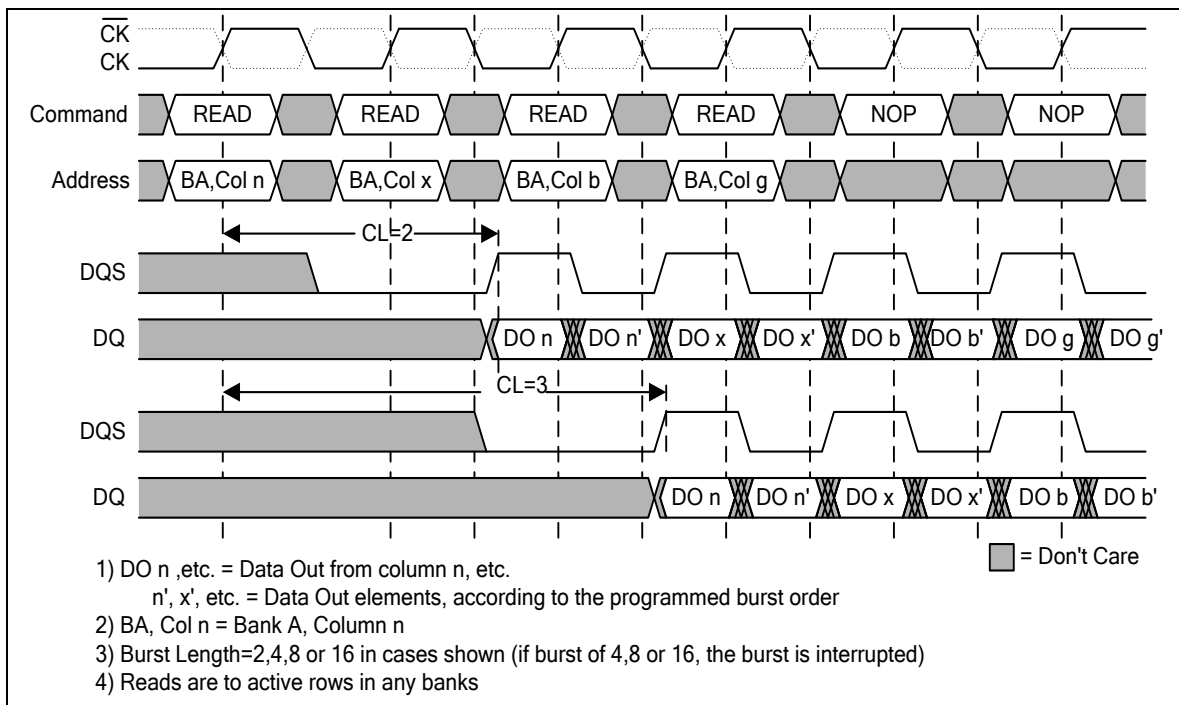 CK
CK
Command READ READ READ READ NOP NOP
Address BA,Col n BA,Col x BA,Col b BA,Col g
CL=2
DQS
DQ DO n DO n' DO x DO x' DO b DO b' DO g DO g'
CL=3
DQS
DQ DO n DO n' DO x DO x' DO b DO b'
= Don't Care
1) DO n ,etc. = Data Out from column n, etc.
n', x', etc. = Data Out elements, according to the programmed burst order
2) BA, Col n = Bank A, Column n
3) Burst Length=2,4,8 or 16 in cases shown (if burst of 4,8 or 16, the burst is interrupted)
4) Reads are to active rows in any banks